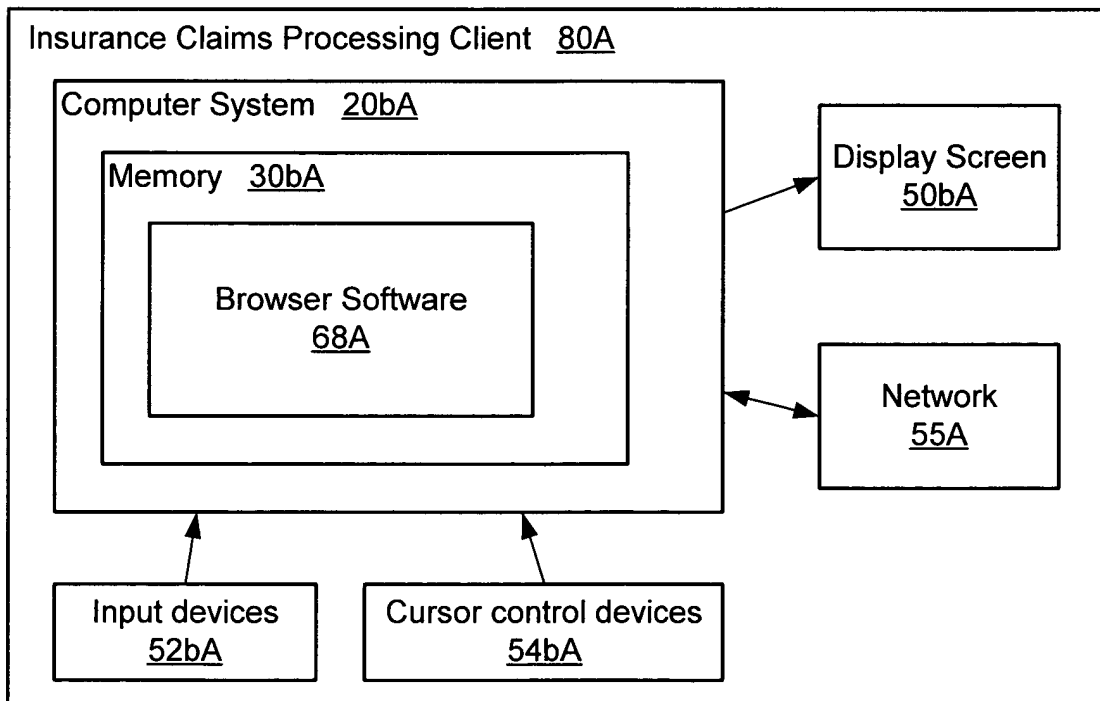 Insurance Claims Processing Client 80A
Computer System 20bA
Memory 30bA
Browser Software
68A
Display Screen
50bA
Network
55A
Input devices
52bA
Cursor control devices
54bA